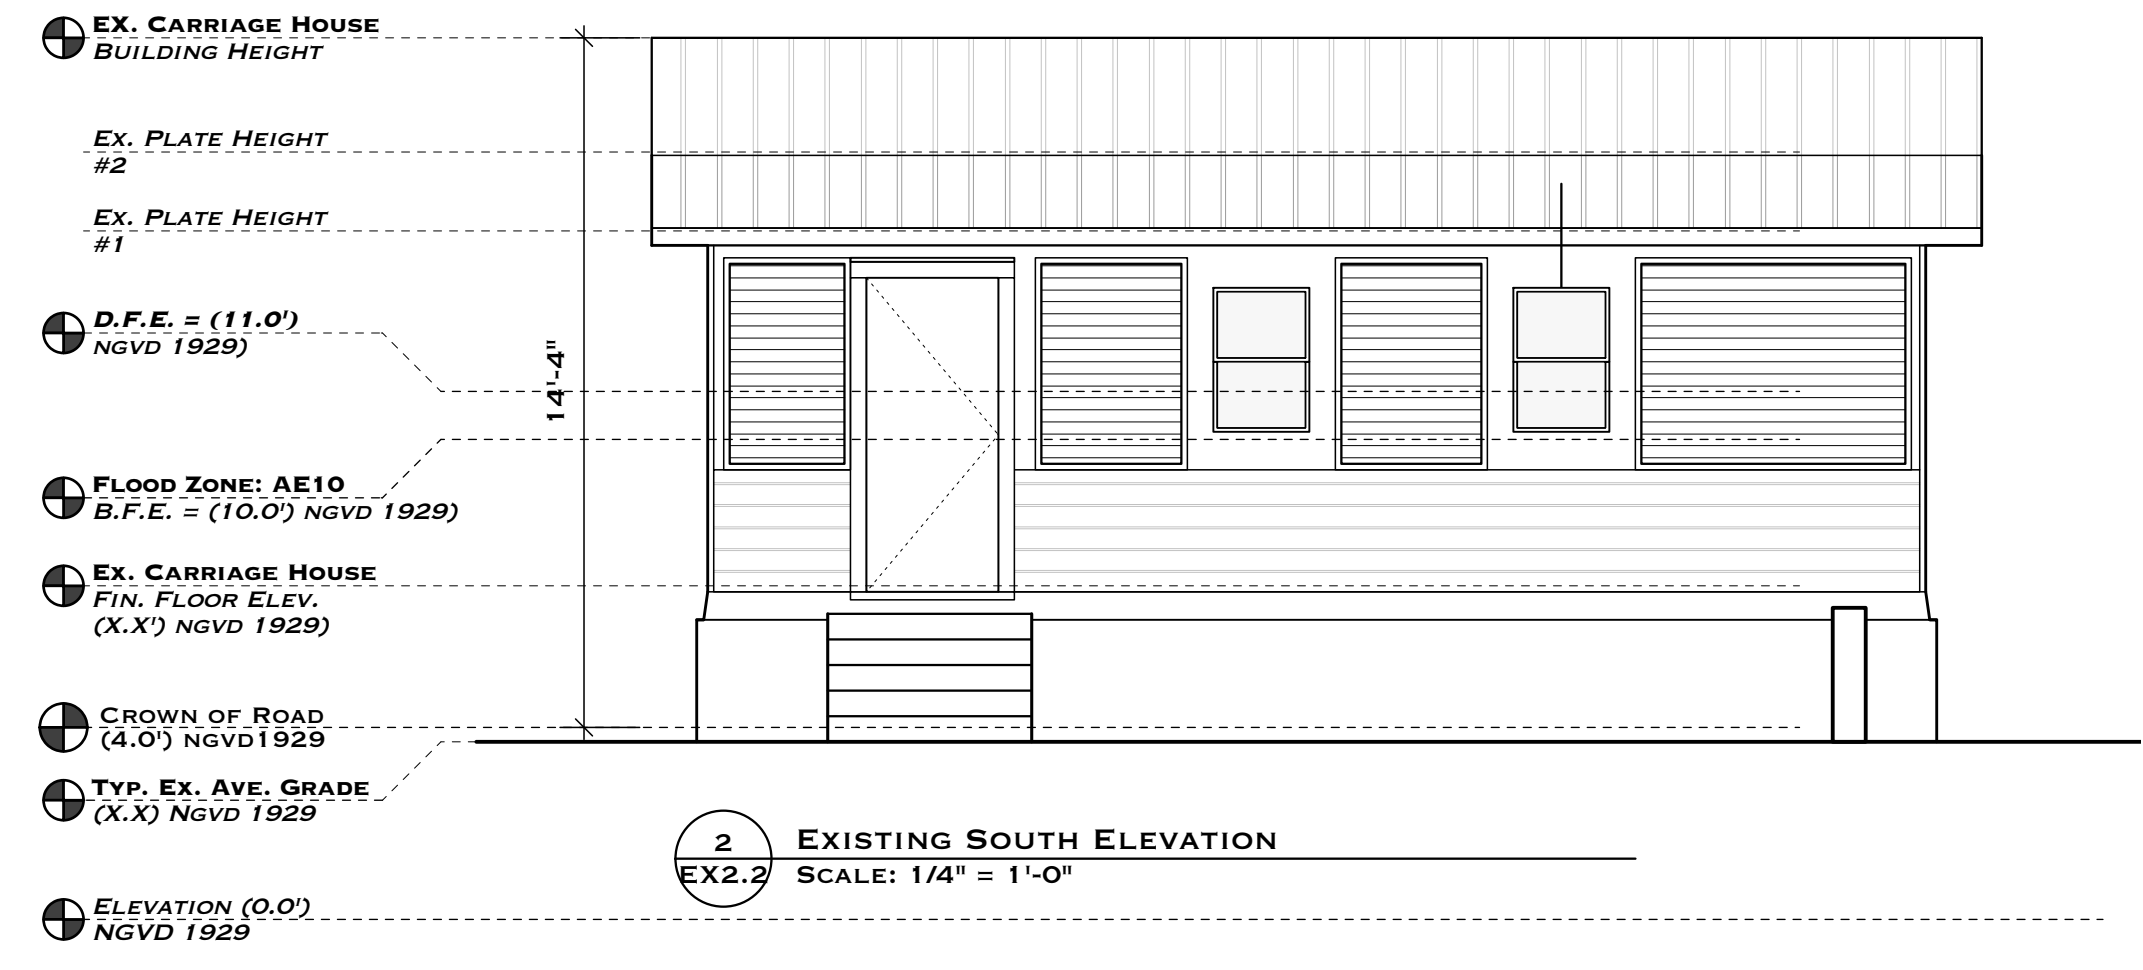 EX. CARRIAGE HOUSE
BUILDING HEIGHT
EX. PLATE HEIGHT
#2
EX. PLATE HEIGHT
#1
D.F.E. = (11.0')
NGVD 1929)
14'-4"
FLOOD ZONE: AE10
B.F.E. = (10.0') NGVD 1929)
EX. CARRIAGE HOUSE
FIN. FLOOR ELEV.
(X.X') NGVD 1929)
CROWN OF ROAD
(4.0') NGVD1929
TYP. EX. AVE. GRADE
(X.X) NGVD 1929
2
EX2.2
EXISTING SOUTH ELEVATION
SCALE: 1/4" = 1'-0"
ELEVATION (0.0')
NGVD 1929